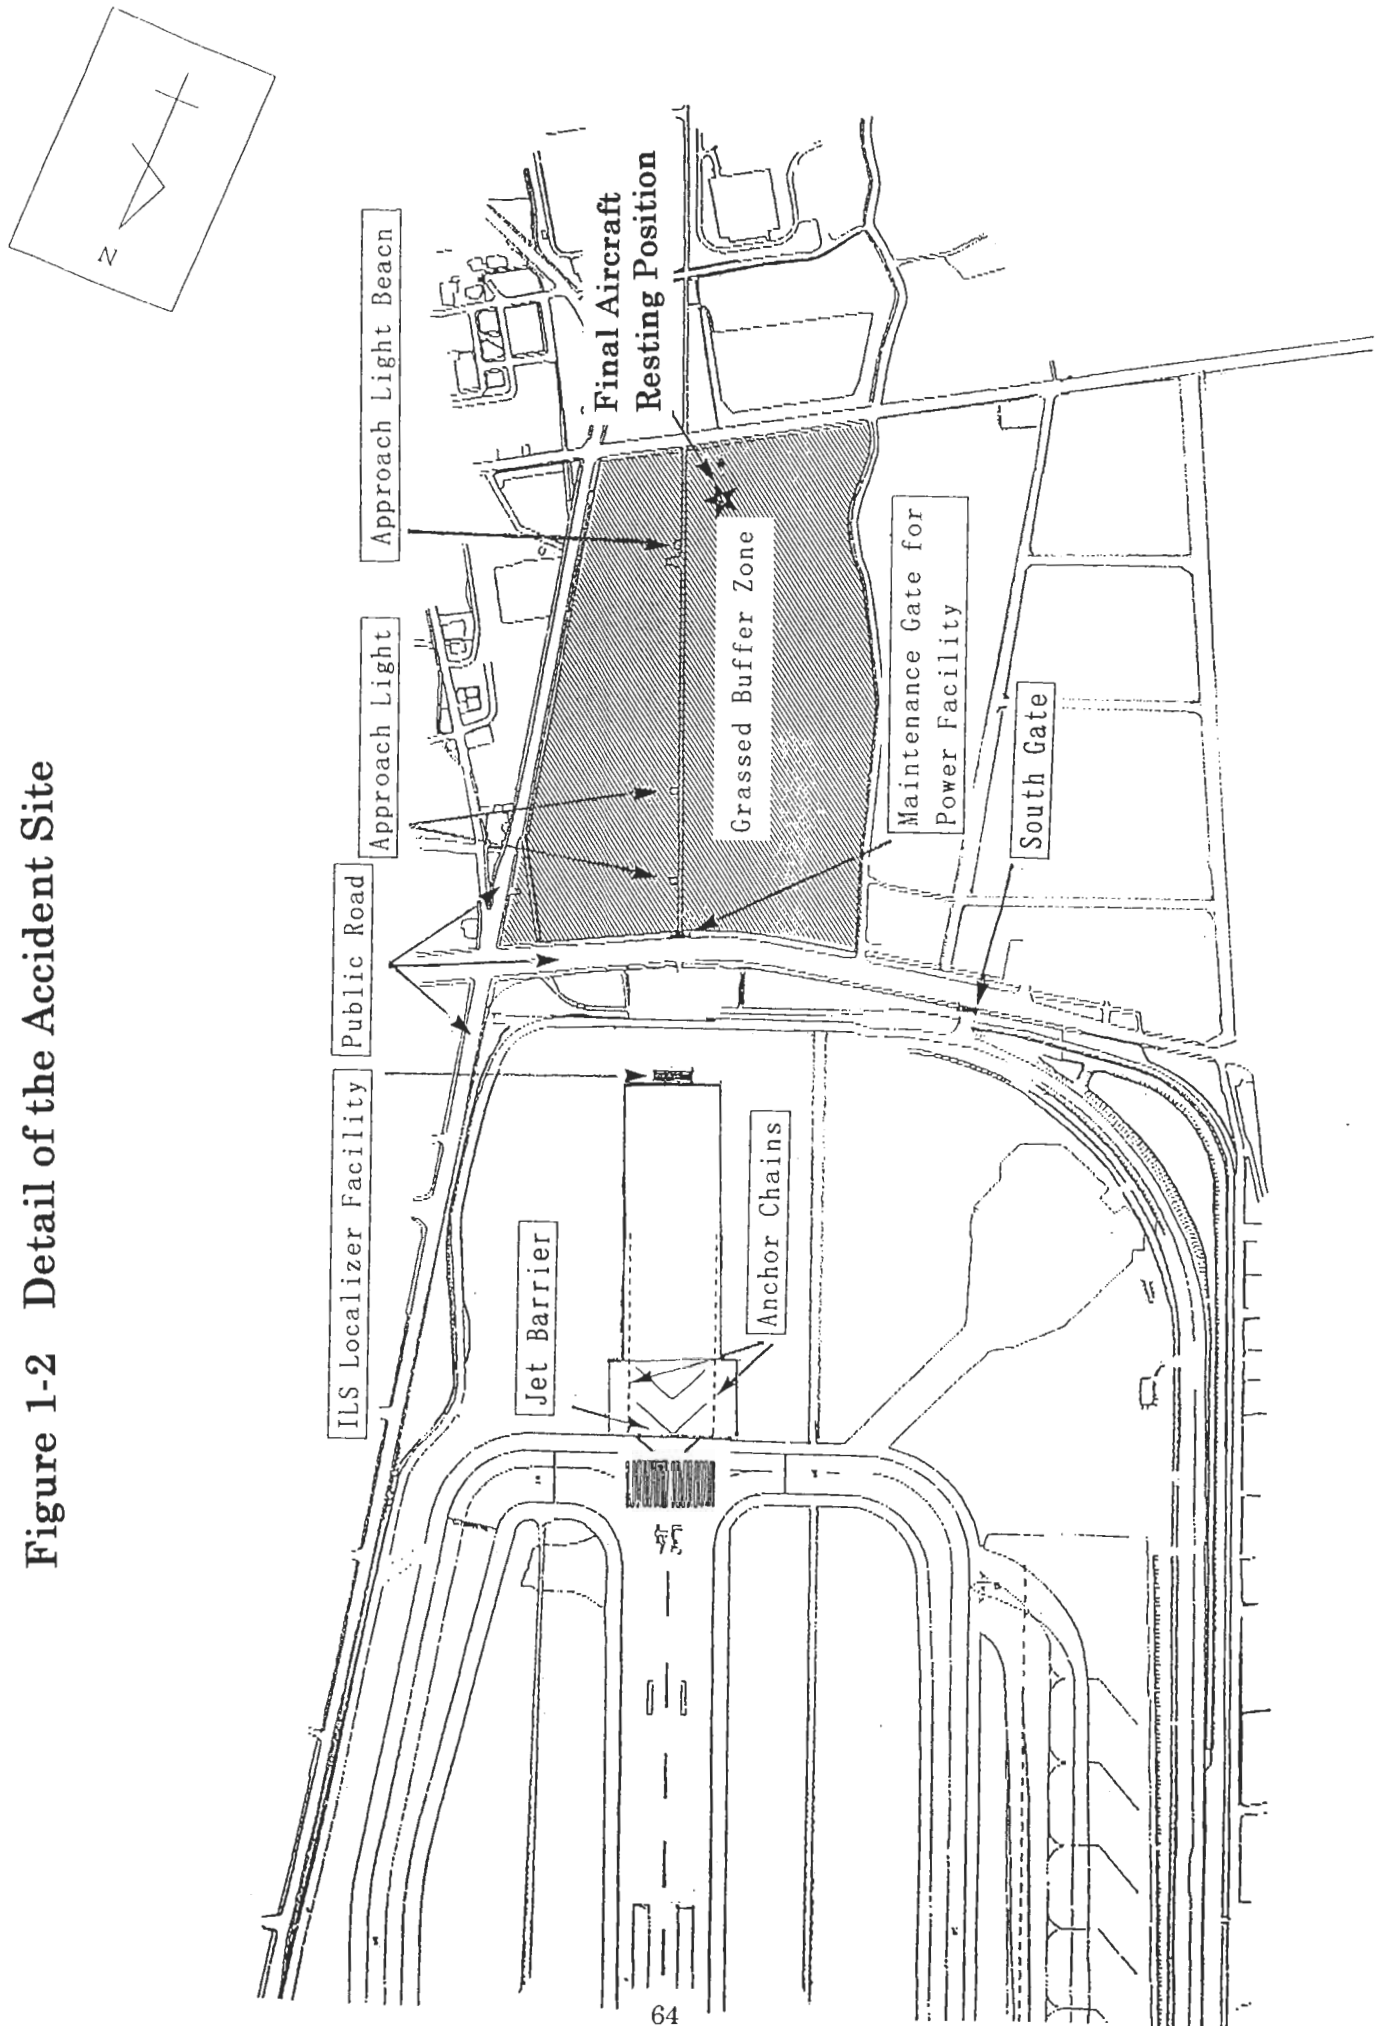 Figure 1-2 Detail of the Accident Site
N
Approach Light Beacn
Final Aircraft
Resting Position
Approach Light
Public Road
ILS Localizer Facility
Grassed Buffer Zone
Maintenance Gate for
Power Facility
South Gate
Jet Barrier
Anchor Chains
34
64